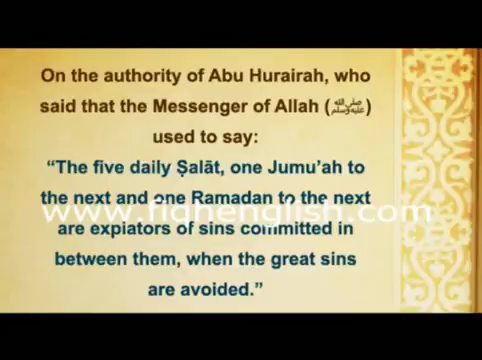 On the authority of Abu Hurairah, who
said that the Messenger of Allah (ﷺ)
used to say:
“The five daily Ṣalāt, one Jumu’ah to
the next and one Ramadan to the next
www.fiqhenglish.com
are expiators of sins committed in
between them, when the great sins
are avoided.”